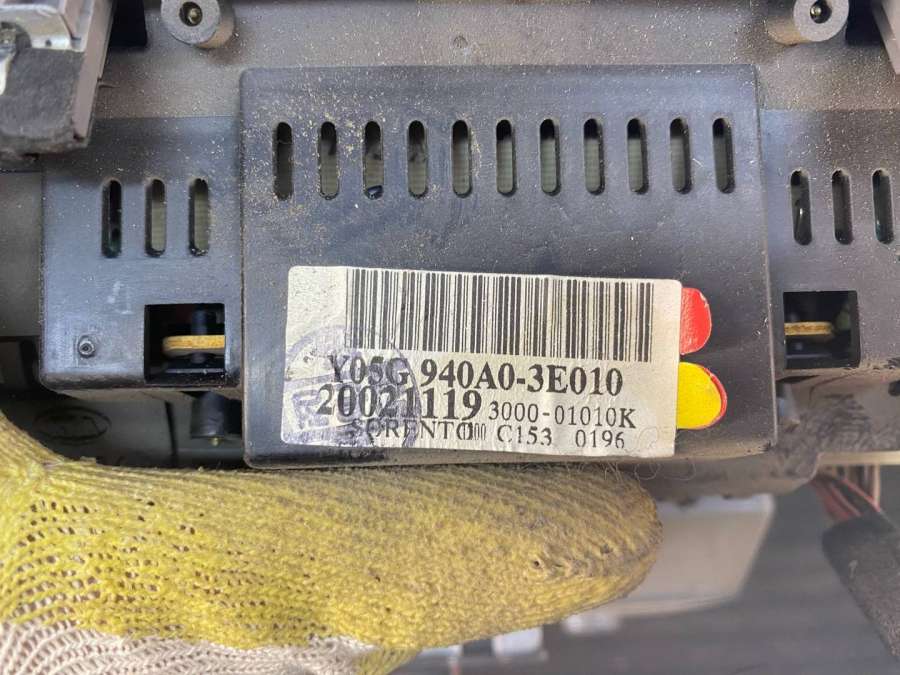 Y05G 940A0-3E010
20021119 3000-01010K
SORENTO C153 0196